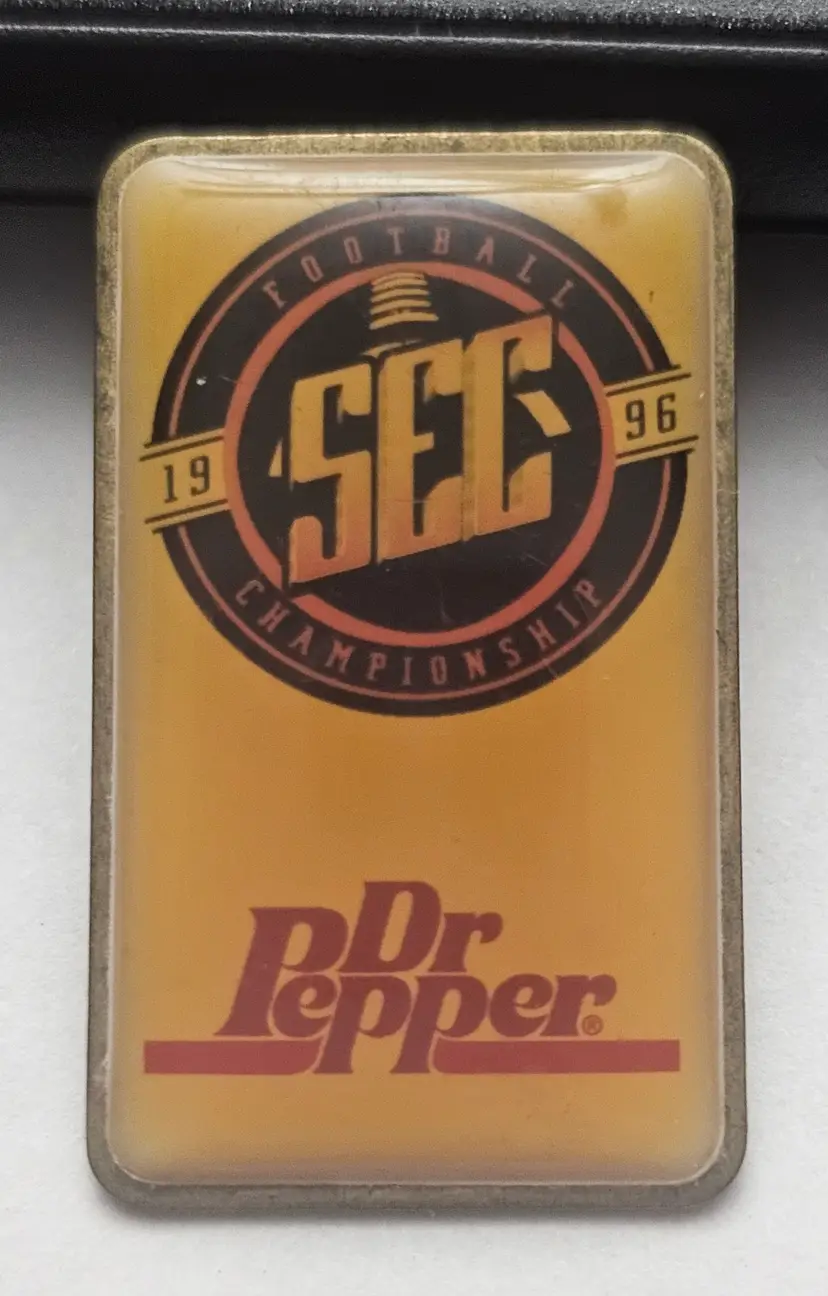 FOOTBALL
SEC
19 96
CHAMPIONSHIP
Dr
Pepper®